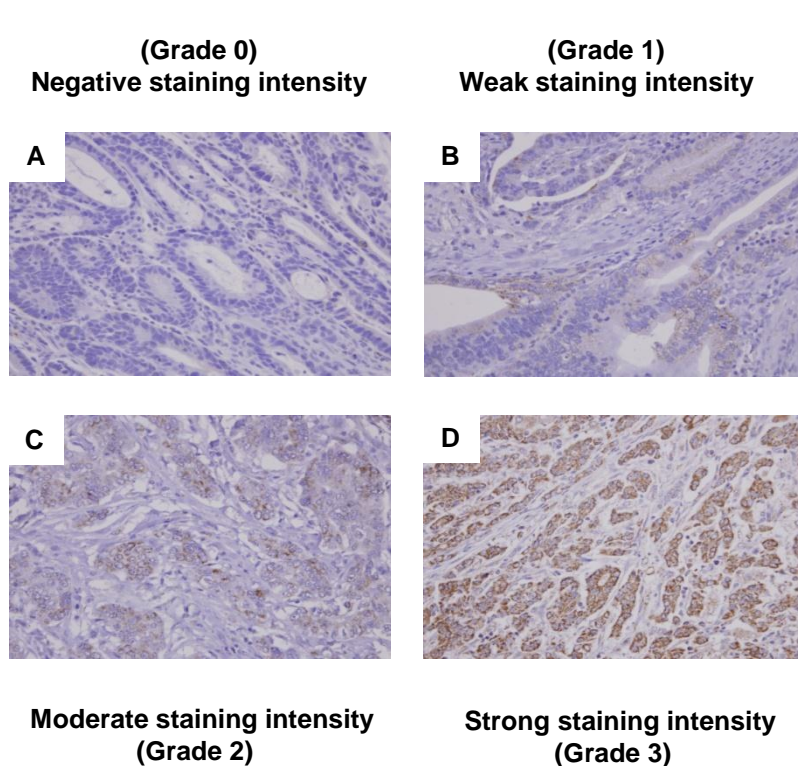 (Grade 0)
Negative staining intensity
(Grade 1)
Weak staining intensity
A
B
C
D
Moderate staining intensity
(Grade 2)
Strong staining intensity
(Grade 3)